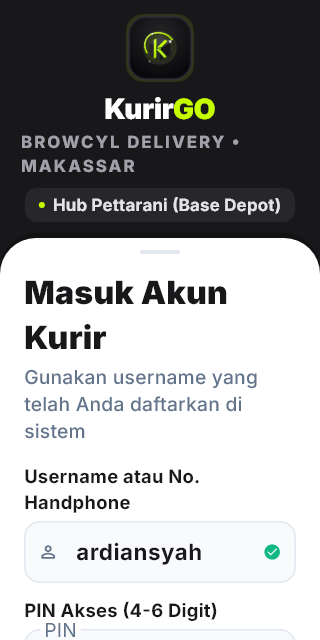 KurirGO
BROWCYL DELIVERY •
MAKASSAR
Hub Pettarani (Base Depot)
Masuk Akun
Kurir
Gunakan username yang
telah Anda daftarkan di
sistem
Username atau No.
Handphone
ardiansyah
PIN Akses (4-6 Digit)
PIN